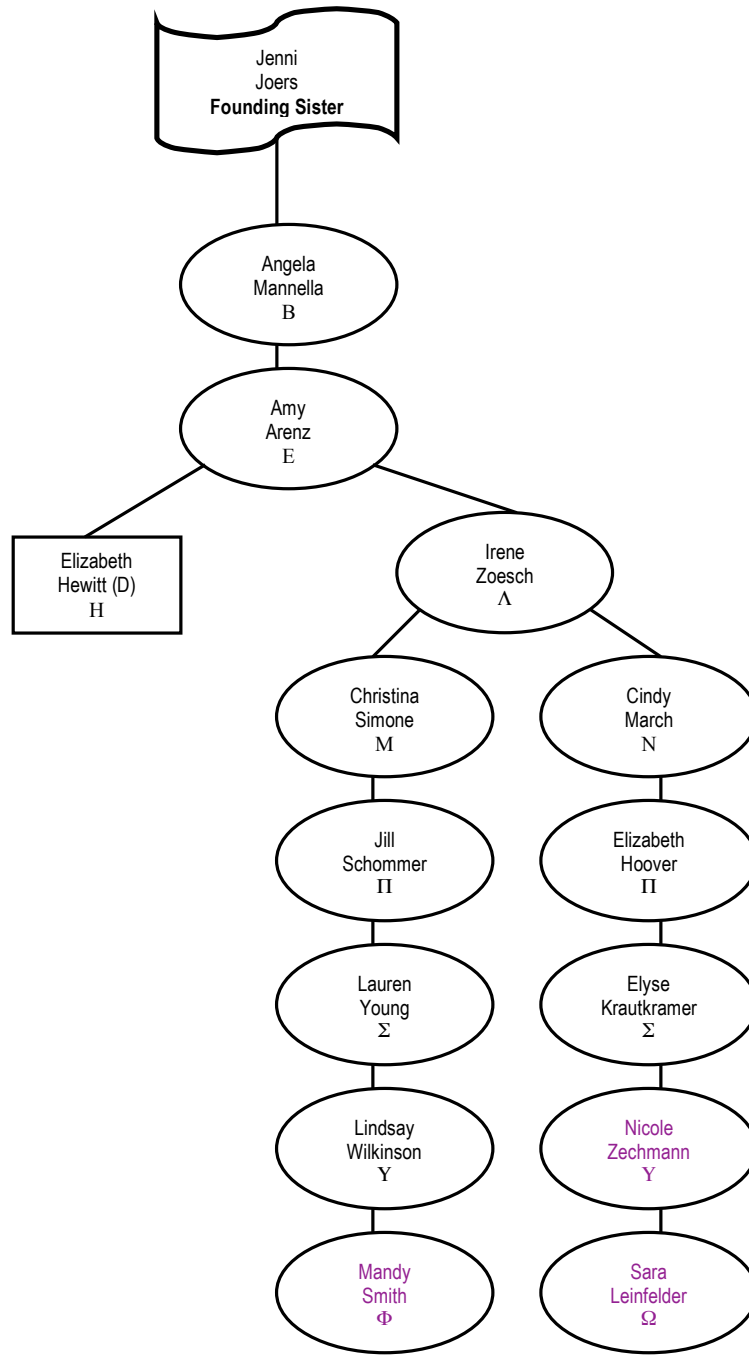 Jenni
Joers
Founding Sister
Angela
Mannella
Β
Amy
Arenz
Ε
Elizabeth
Hewitt (D)
Η
Irene
Zoesch
Λ
Christina
Simone
Μ
Cindy
March
Ν
Jill
Schommer
Π
Elizabeth
Hoover
Π
Lauren
Young
Σ
Elyse
Krautkramer
Σ
Lindsay
Wilkinson
Υ
Nicole
Zechmann
Υ
Mandy
Smith
Φ
Sara
Leinfelder
Ω